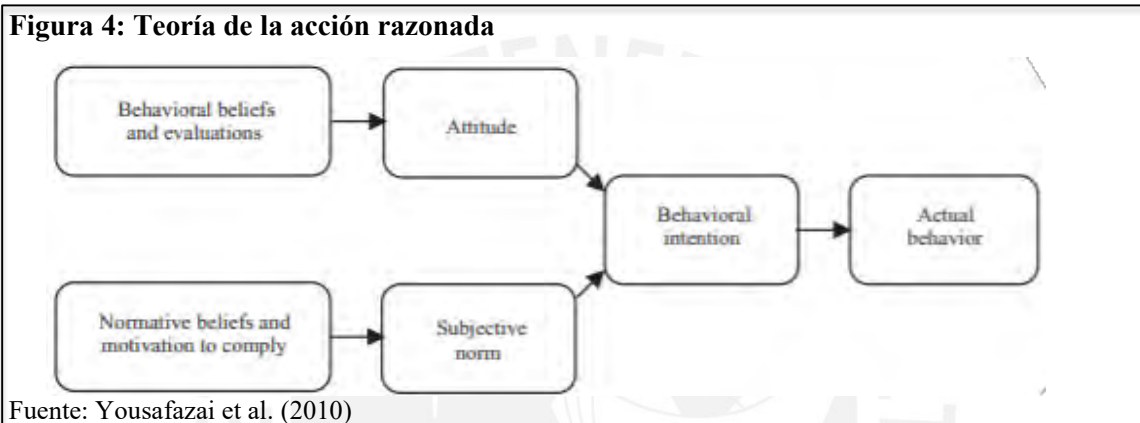 Figura 4: Teoría de la acción razonada
Behavioral beliefs
and evaluations
Attitude
Behavioral
intention
Actual
behavior
Normative beliefs and
motivation to comply
Subjective
norm
Fuente: Yousafazai et al. (2010)